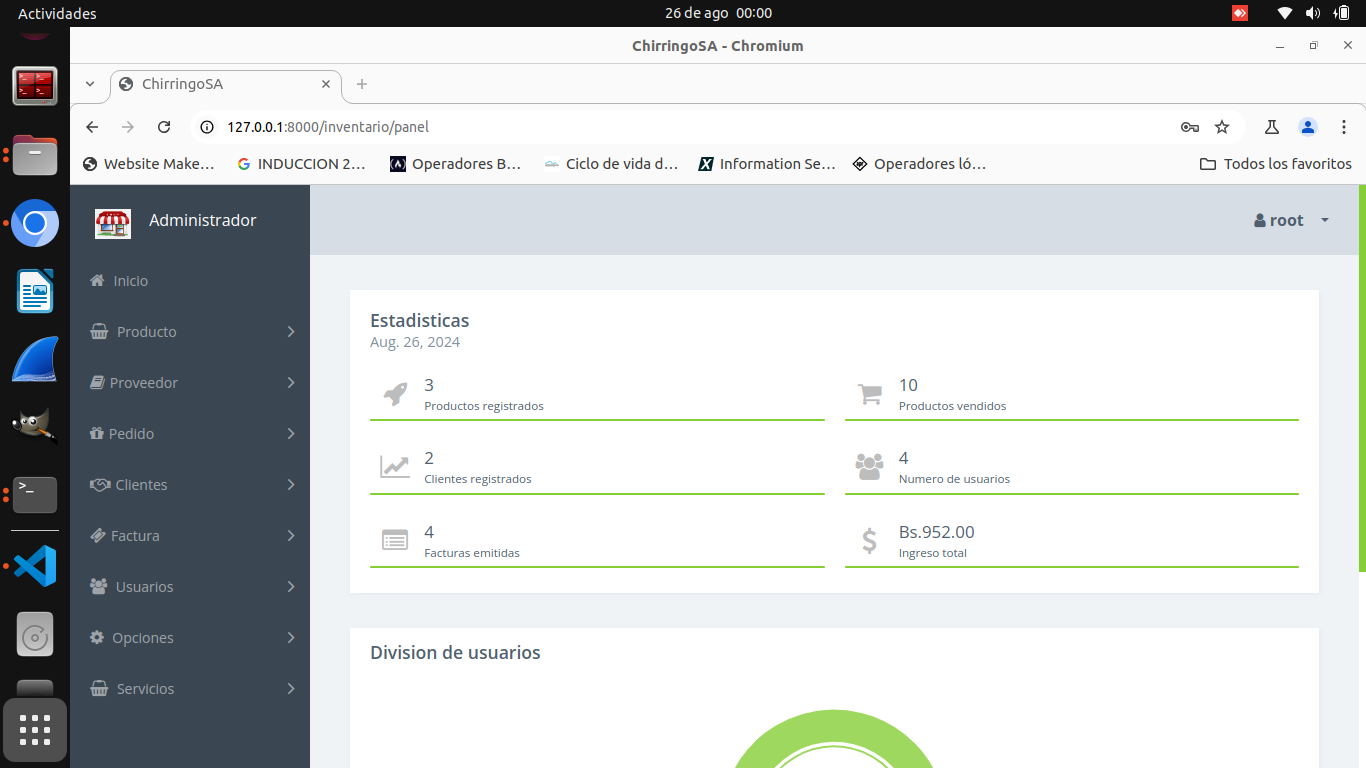 Actividades
26 de ago 00:00
ChirringoSA - Chromium
ChirringoSA
127.0.0.1:8000/inventario/panel
Website Make...
INDUCCION 2...
Operadores B...
Ciclo de vida d...
Information Se...
Operadores ló...
Todos los favoritos
Administrador
root
Inicio
Producto
Proveedor
Pedido
Clientes
Factura
Usuarios
Opciones
Servicios
Estadisticas
Aug. 26, 2024
3
Productos registrados
10
Productos vendidos
2
Clientes registrados
4
Numero de usuarios
4
Facturas emitidas
Bs.952.00
Ingreso total
Division de usuarios